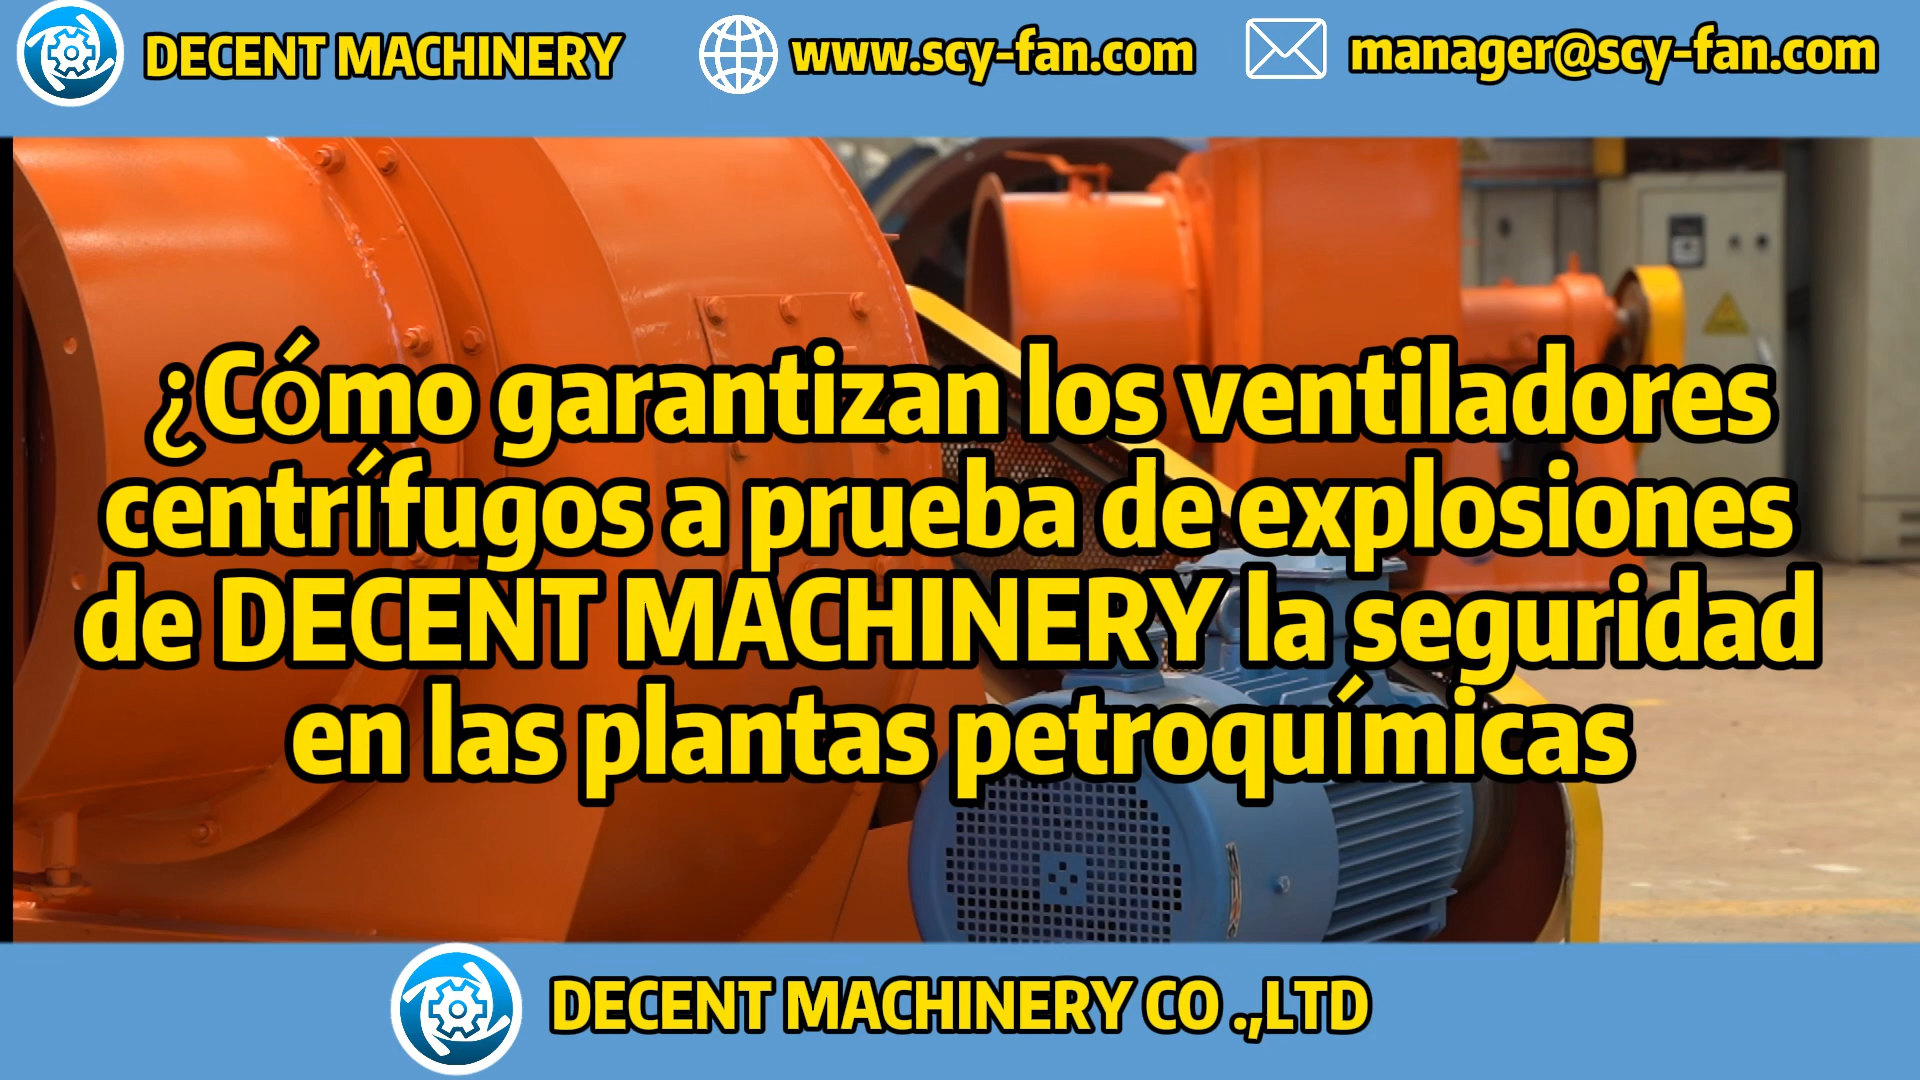 DECENT MACHINERY
www.scy-fan.com
manager@scy-fan.com
¿Cómo garantizan los ventiladores
centrífugos a prueba de explosiones
de DECENT MACHINERY la seguridad
en las plantas petroquímicas
DECENT MACHINERY CO .,LTD